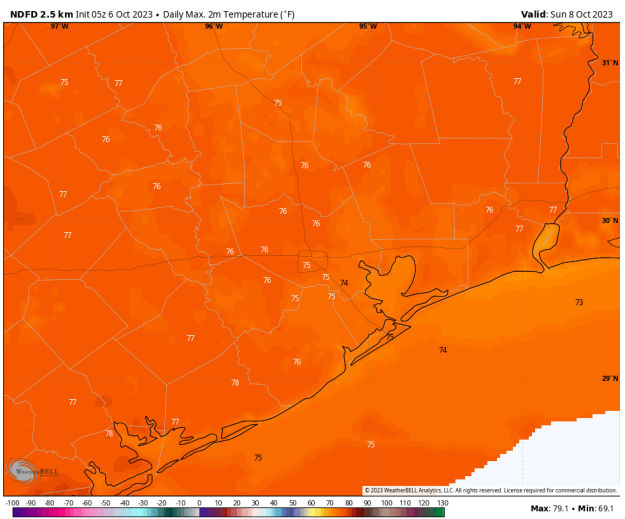 NDFD 2.5 km Init 05z 6 Oct 2023 • Daily Max. 2m Temperature (°F) Valid: Sun 8 Oct 2023
97°W 96°W 95°W 94°W
31°N
75 77 77
75
76 76
76 76
76
77
76 77
76 76
77 77
76 76 30°N
75
76 75 74
75 75
73
77 75
74
76
78 29°N
77
77
78
75
75
WeatherBELL
© 2023 WeatherBELL Analytics, LLC. All rights reserved. License required for commercial distribution.
-100 -90 -80 -70 -60 -50 -40 -30 -20 -10 0 10 20 30 40 50 60 70 80 90 100 110 120 130
Max: 79.1 • Min: 69.1